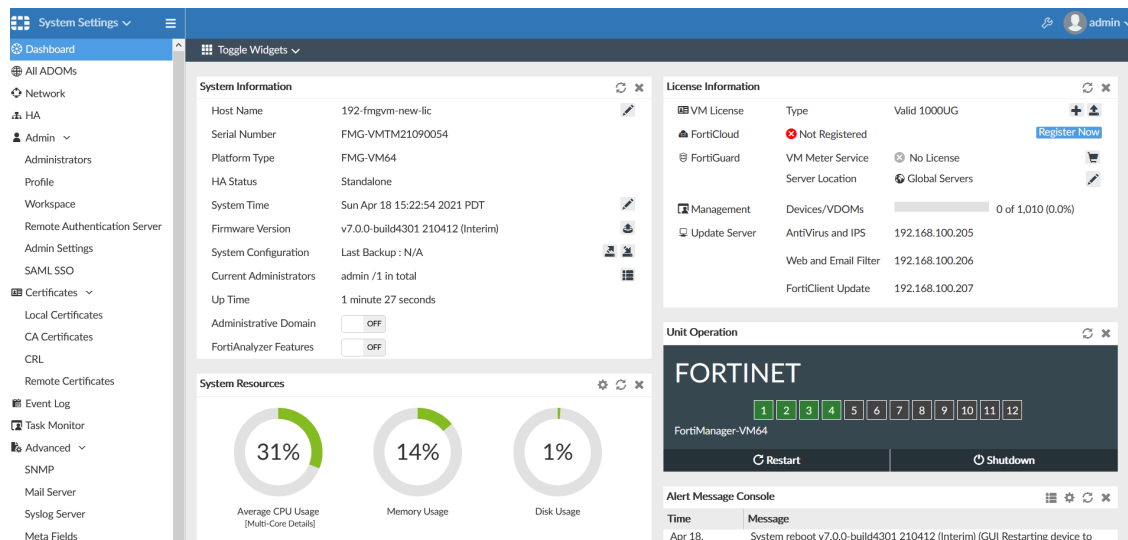 System Settings
admin
Dashboard
All ADOMs
Network
HA
Admin
Administrators
Profile
Workspace
Remote Authentication Server
Admin Settings
SAML SSO
Certificates
Local Certificates
CA Certificates
CRL
Remote Certificates
Event Log
Task Monitor
Advanced
SNMP
Mail Server
Syslog Server
Meta Fields
Toggle Widgets
System Information
Host Name 192-fmgvm-new-lic
Serial Number FMG-VMTM21090054
Platform Type FMG-VM64
HA Status Standalone
System Time Sun Apr 18 15:22:54 2021 PDT
Firmware Version v7.0.0-build4301 210412 (Interim)
System Configuration Last Backup : N/A
Current Administrators admin /1 in total
Up Time 1 minute 27 seconds
Administrative Domain OFF
FortiAnalyzer Features OFF
System Resources
31% 14% 1%
Average CPU Usage Memory Usage Disk Usage
[Multi-Core Details]
License Information
VM License Type Valid 1000UG
FortiCloud Not Registered Register Now
FortiGuard VM Meter Service No License
Server Location Global Servers
Management Devices/VDOMs 0 of 1,010 (0.0%)
Update Server AntiVirus and IPS 192.168.100.205
Web and Email Filter 192.168.100.206
FortiClient Update 192.168.100.207
Unit Operation
FORTINET
1 2 3 4 5 6 7 8 9 10 11 12
FortiManager-VM64
Restart Shutdown
Alert Message Console
Time Message
Apr 18, System reboot v7.0.0-build4301 210412 (Interim) (GUI Restarting device to